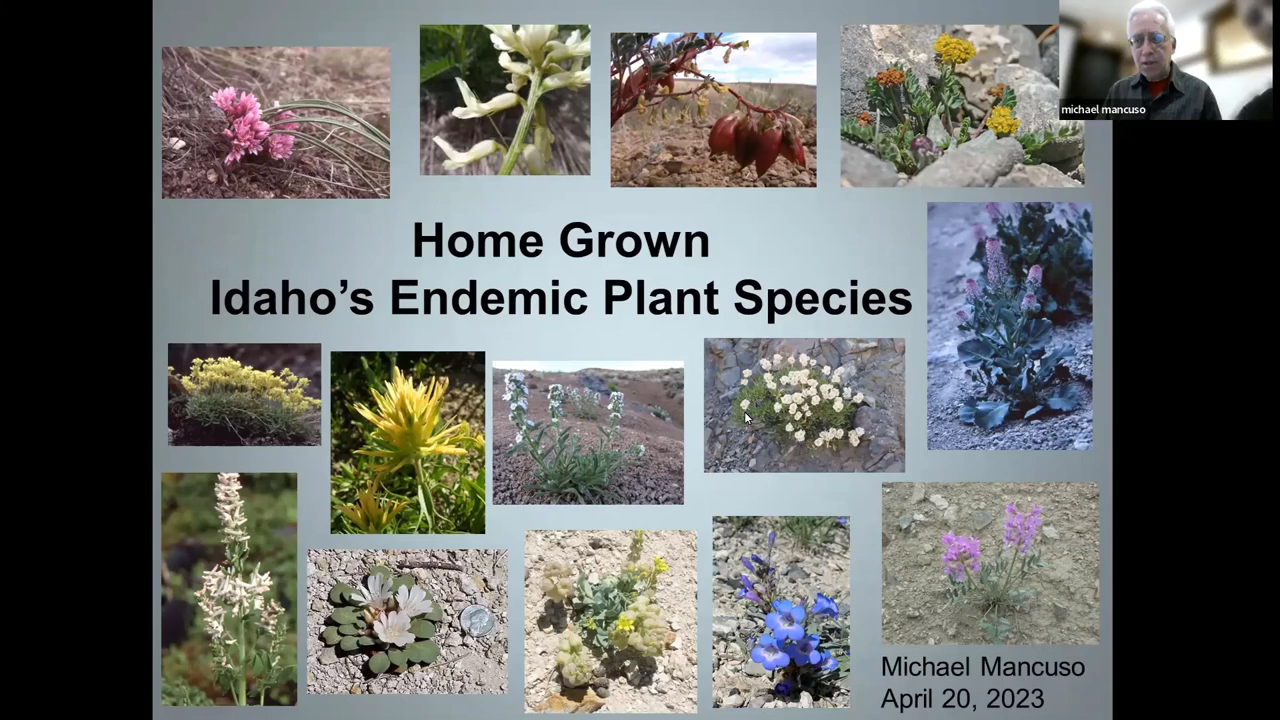 michael mancuso
Home Grown
Idaho’s Endemic Plant Species
Michael Mancuso
April 20, 2023